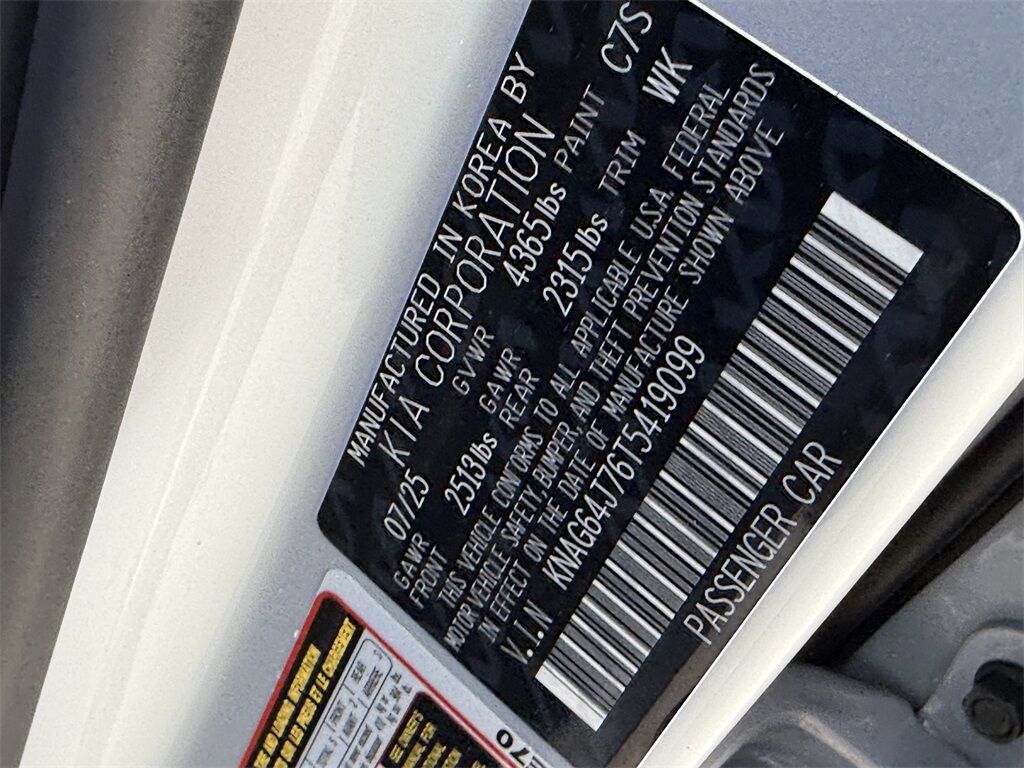 MANUFACTURED IN KOREA BY
KIA CORPORATION
07/25 GVWR 4365lbs PAINT C7S
GAWR FRONT 2513lbs GAWR REAR 2315lbs TRIM WK
THIS VEHICLE CONFORMS TO ALL APPLICABLE U.S.A. FEDERAL
MOTOR VEHICLE SAFETY, BUMPER, AND THEFT PREVENTION STANDARDS
IN EFFECT ON THE DATE OF MANUFACTURE SHOWN ABOVE
V.I.N KNAG64J76T5419099
PASSENGER CAR